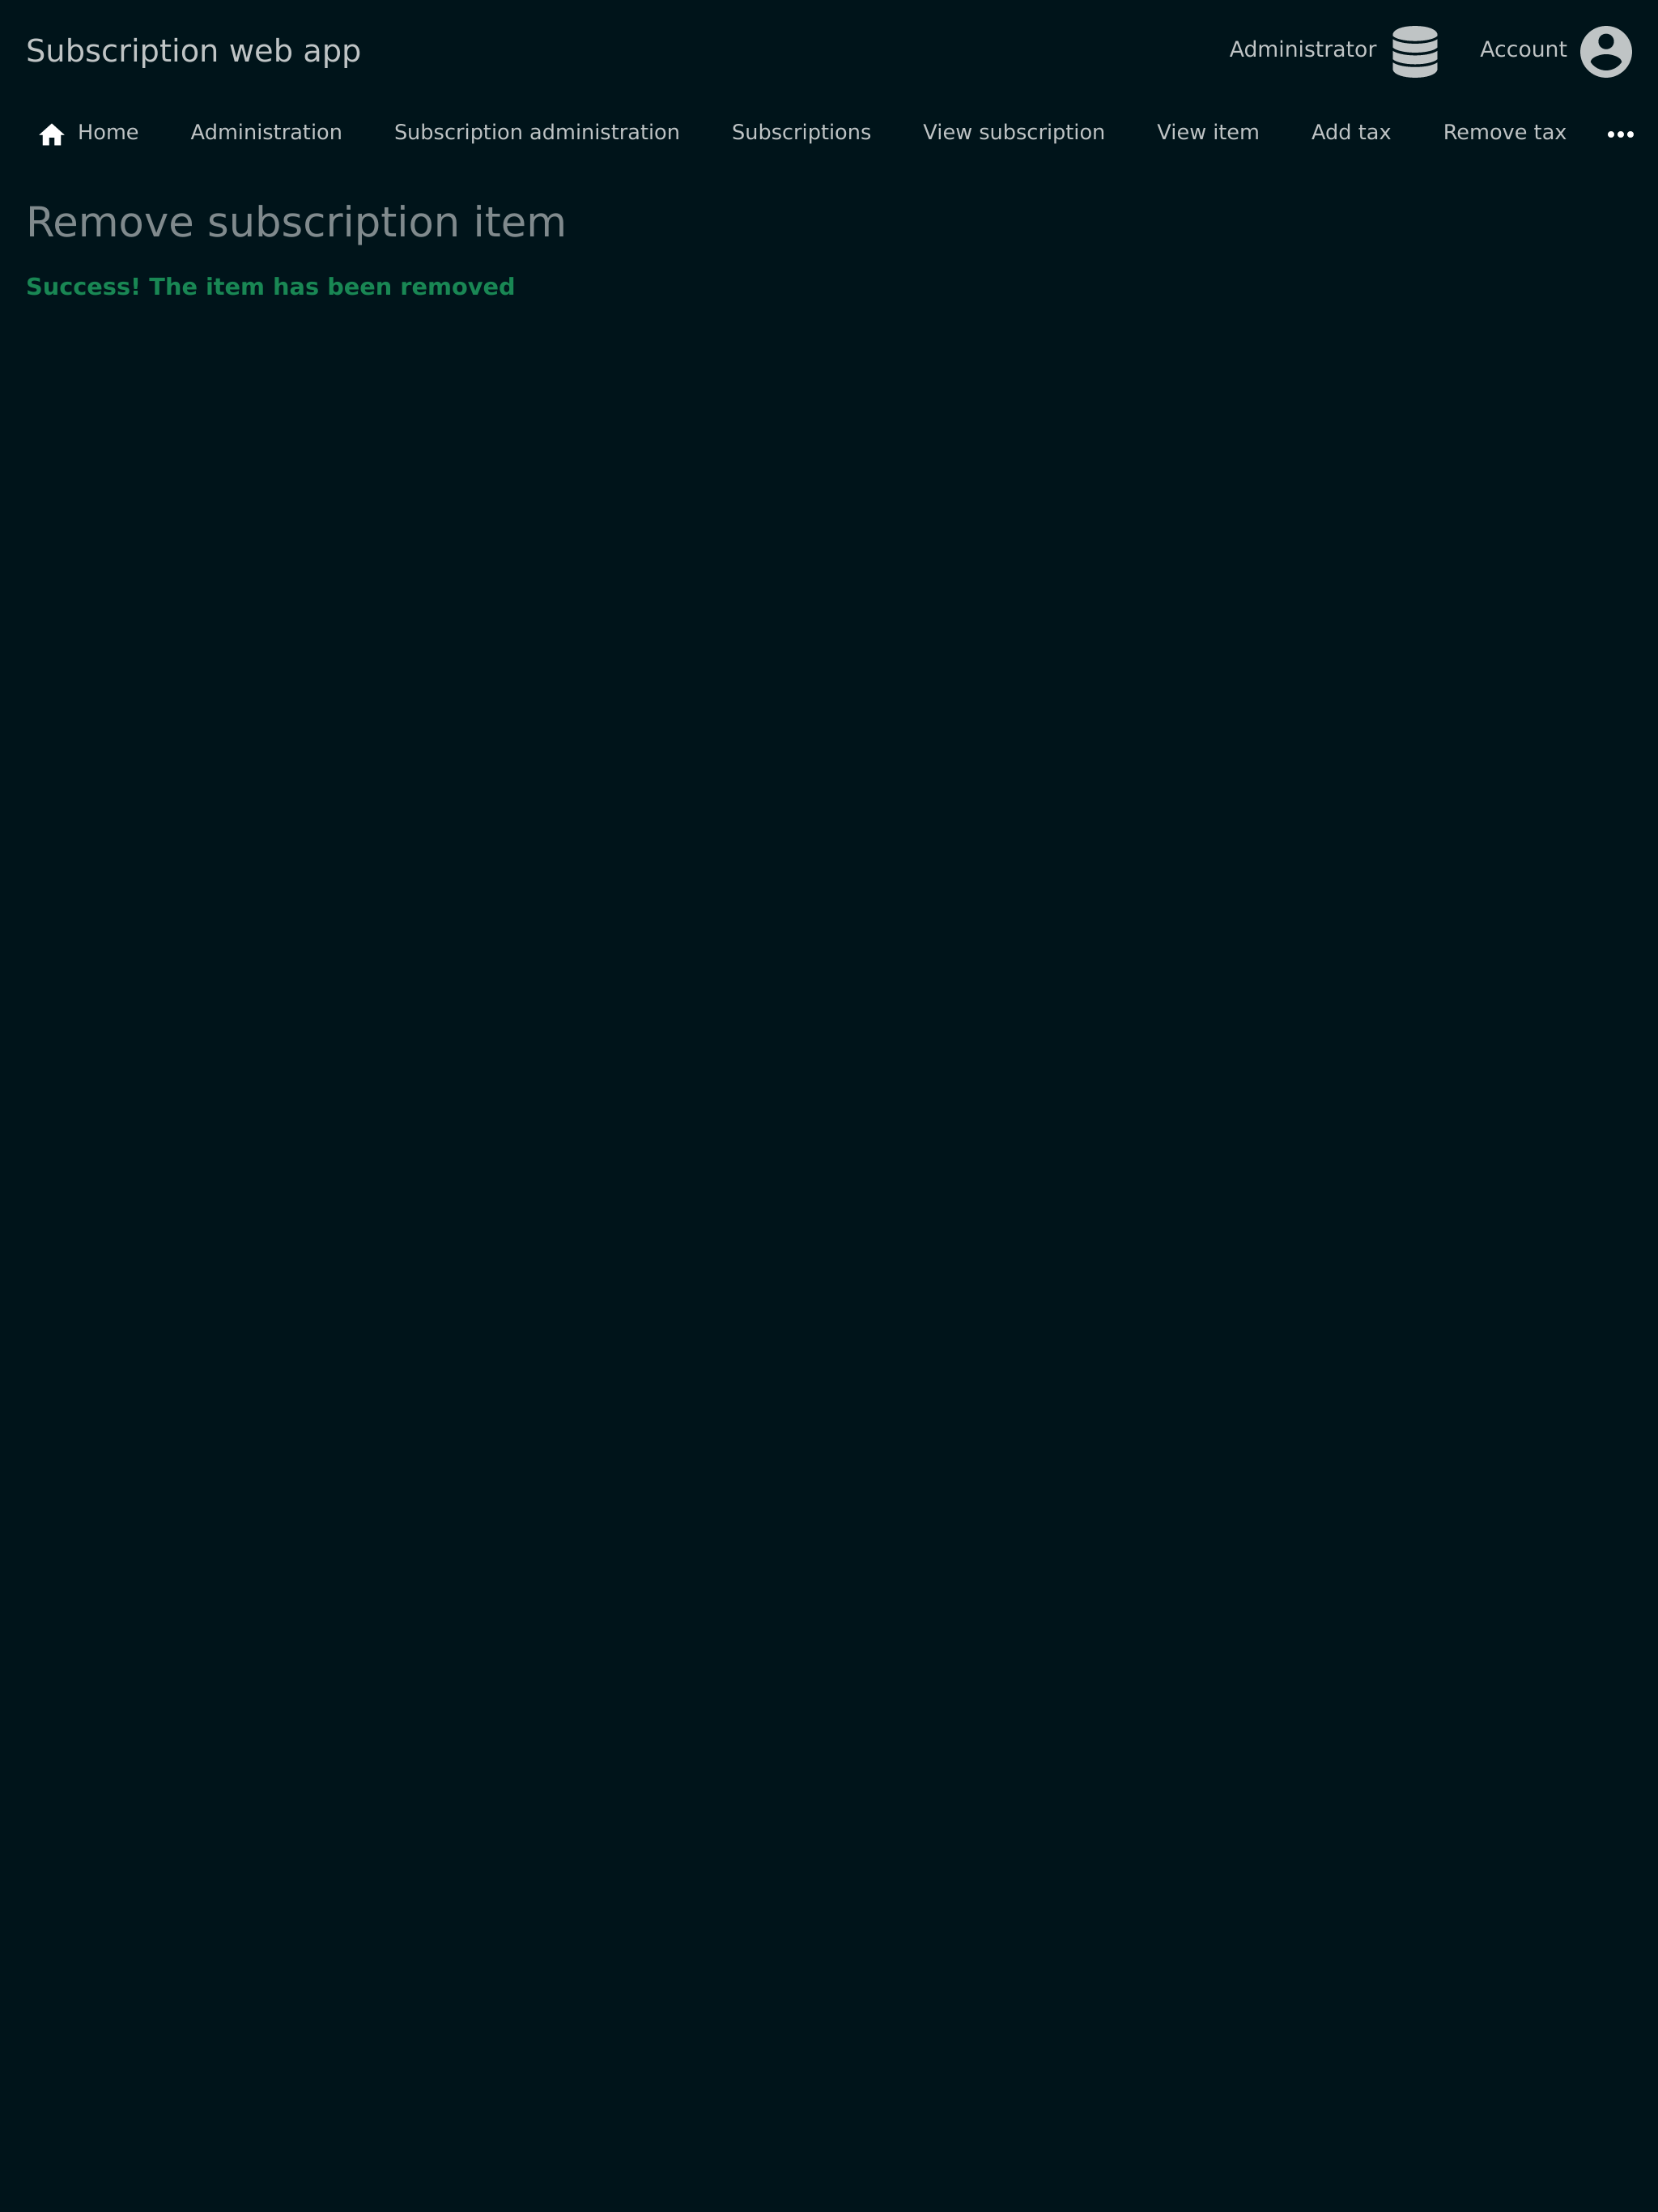 Subscription web app
Administrator Account
Home Administration Subscription administration Subscriptions View subscription View item Add tax Remove tax
Remove subscription item
Success! The item has been removed